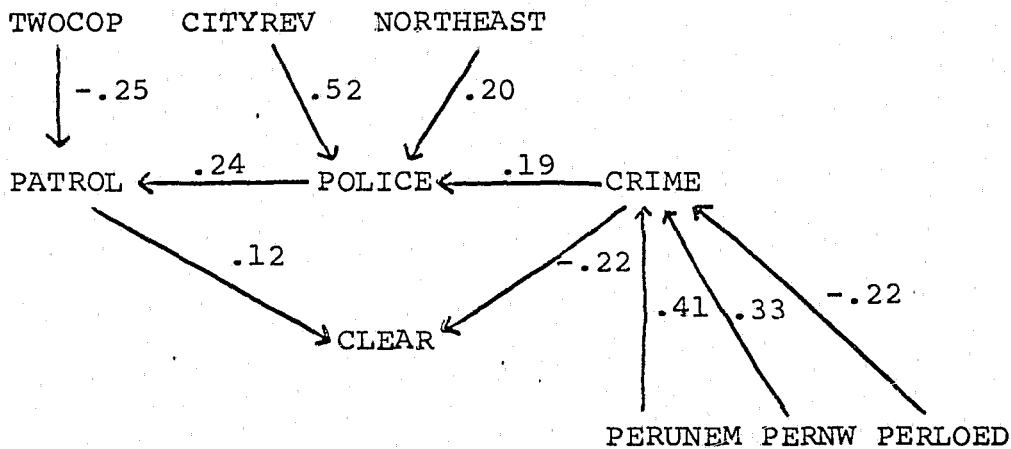 TWOCOP CITYREV NORTHEAST
-.25 .52 .20
.24 .19
PATROL POLICE CRIME
.12 -.22 .41 .33 -.22
CLEAR
PERUNEM PERNW PERLOED